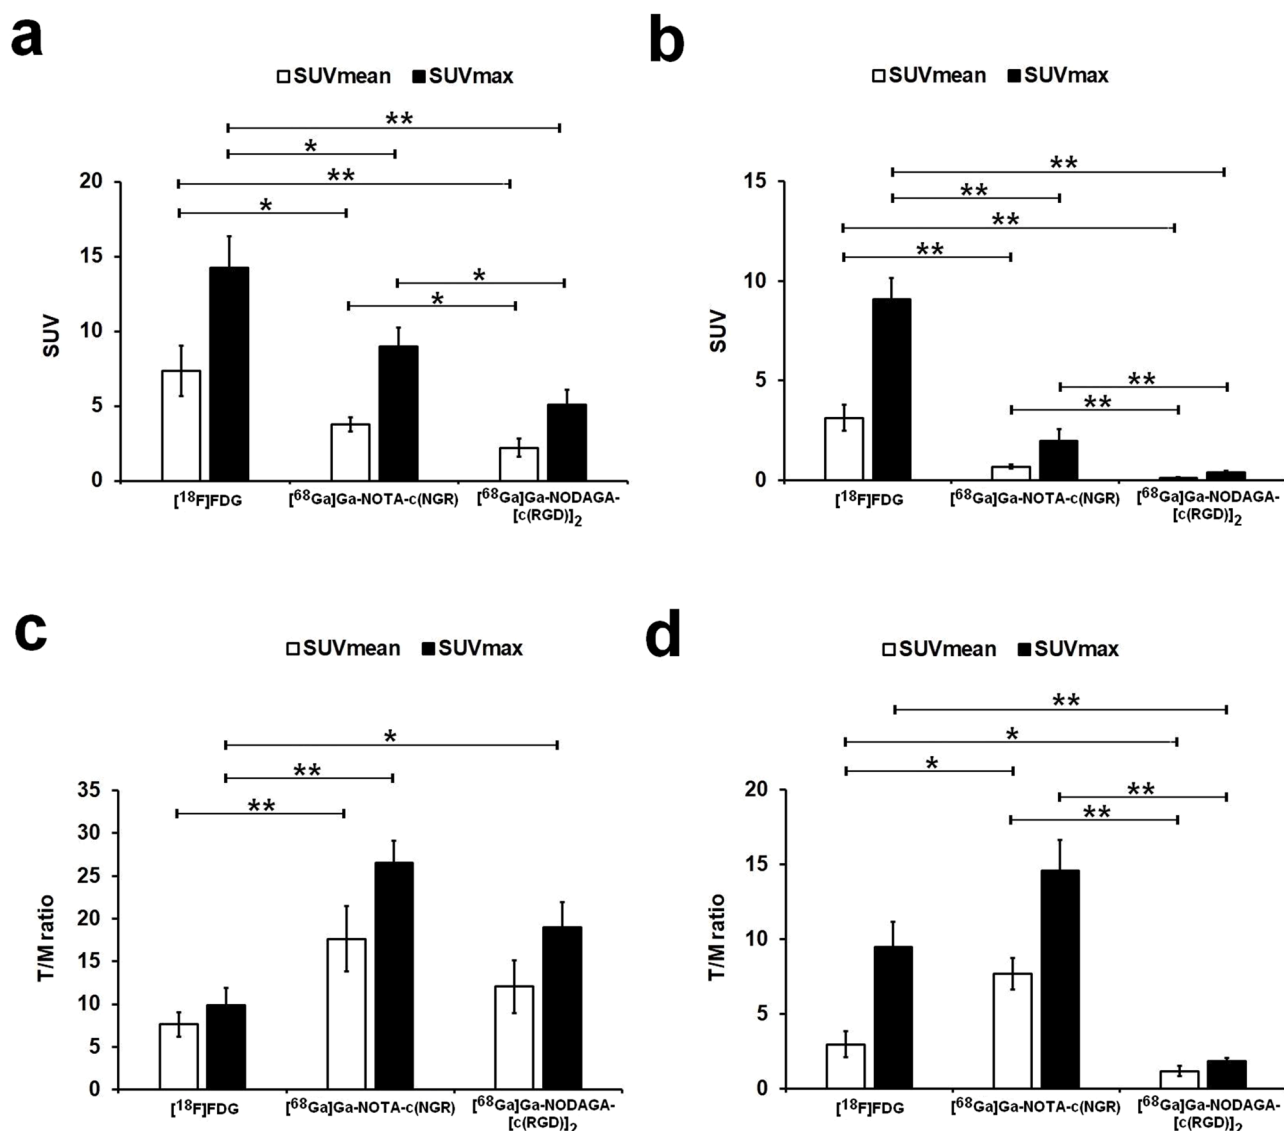 a
SUVmean SUVmax
**
*
**
*
*
*
20
15
10
5
0
SUV
[18F]FDG
[68Ga]Ga-NOTA-c(NGR)
[68Ga]Ga-NODAGA-
[c(RGD)]2
b
SUVmean SUVmax
**
**
**
**
**
**
15
10
5
0
SUV
[18F]FDG
[68Ga]Ga-NOTA-c(NGR)
[68Ga]Ga-NODAGA-
[c(RGD)]2
c
SUVmean SUVmax
*
**
**
35
30
25
20
15
10
5
0
T/M ratio
[18F]FDG
[68Ga]Ga-NOTA-c(NGR)
[68Ga]Ga-NODAGA-
[c(RGD)]2
d
SUVmean SUVmax
**
*
*
**
**
20
15
10
5
0
T/M ratio
[18F]FDG
[68Ga]Ga-NOTA-c(NGR)
[68Ga]Ga-NODAGA-
[c(RGD)]2